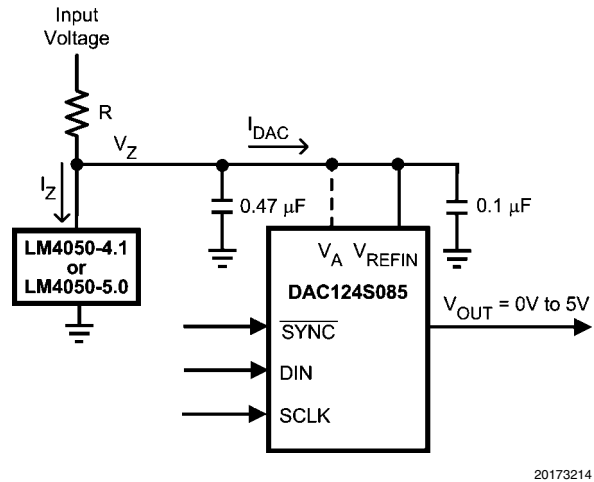 Input
Voltage
R
I_DAC
V_Z
I_Z
0.47 µF
0.1 µF
LM4050-4.1
or
LM4050-5.0
V_A V_REFIN
DAC124S085
V_OUT = 0V to 5V
SYNC
DIN
SCLK
20173214